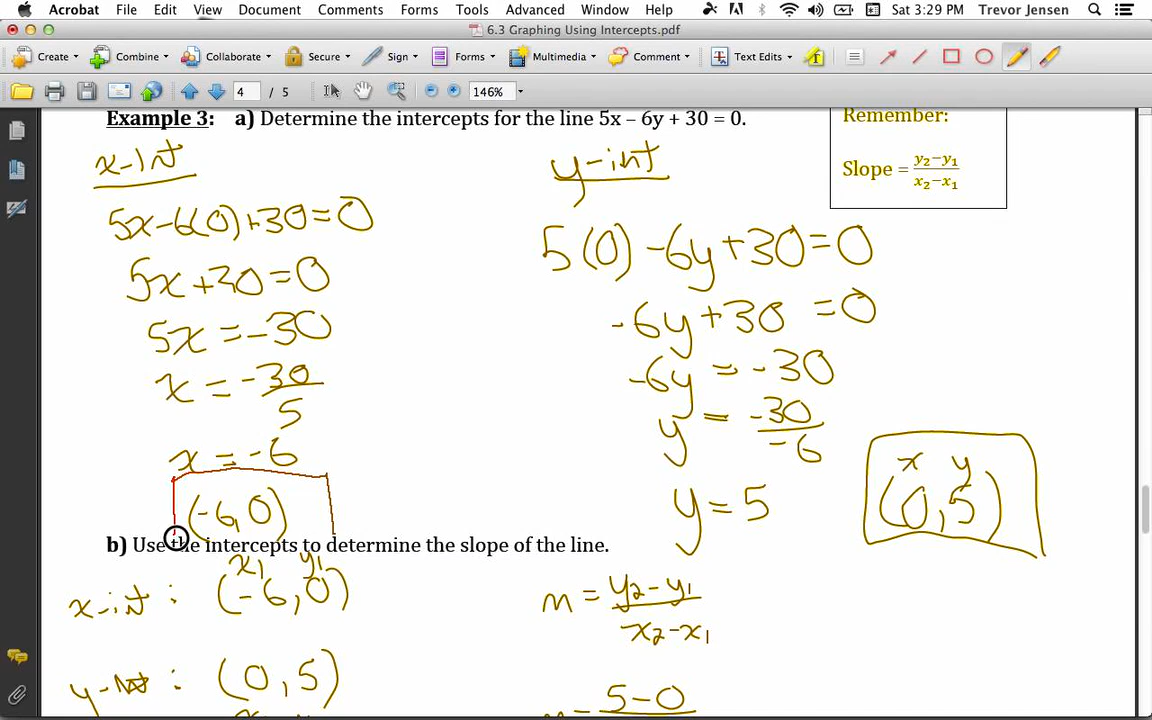 Acrobat File Edit View Document Comments Forms Tools Advanced Window Help Sat 3:29 PM Trevor Jensen
6.3 Graphing Using Intercepts.pdf
Create Combine Collaborate Secure Sign Forms Multimedia Comment Text Edits
4 / 5 146%
Example 3: a) Determine the intercepts for the line 5x – 6y + 30 = 0.
Remember:
Slope = y₂−y₁ / x₂−x₁
x-int
5x-6(0)+30=0
5x+30=0
5x=-30
x=-30/5
x=-6
(-6,0)
y-int
5(0)-6y+30=0
-6y+30=0
-6y=-30
y=-30/-6
y=5
x y
(0,5)
b) Use the intercepts to determine the slope of the line.
x₁ y₁
x-int : (-6,0)
y-int : (0,5)
m = y₂-y₁ / x₂-x₁
5-0